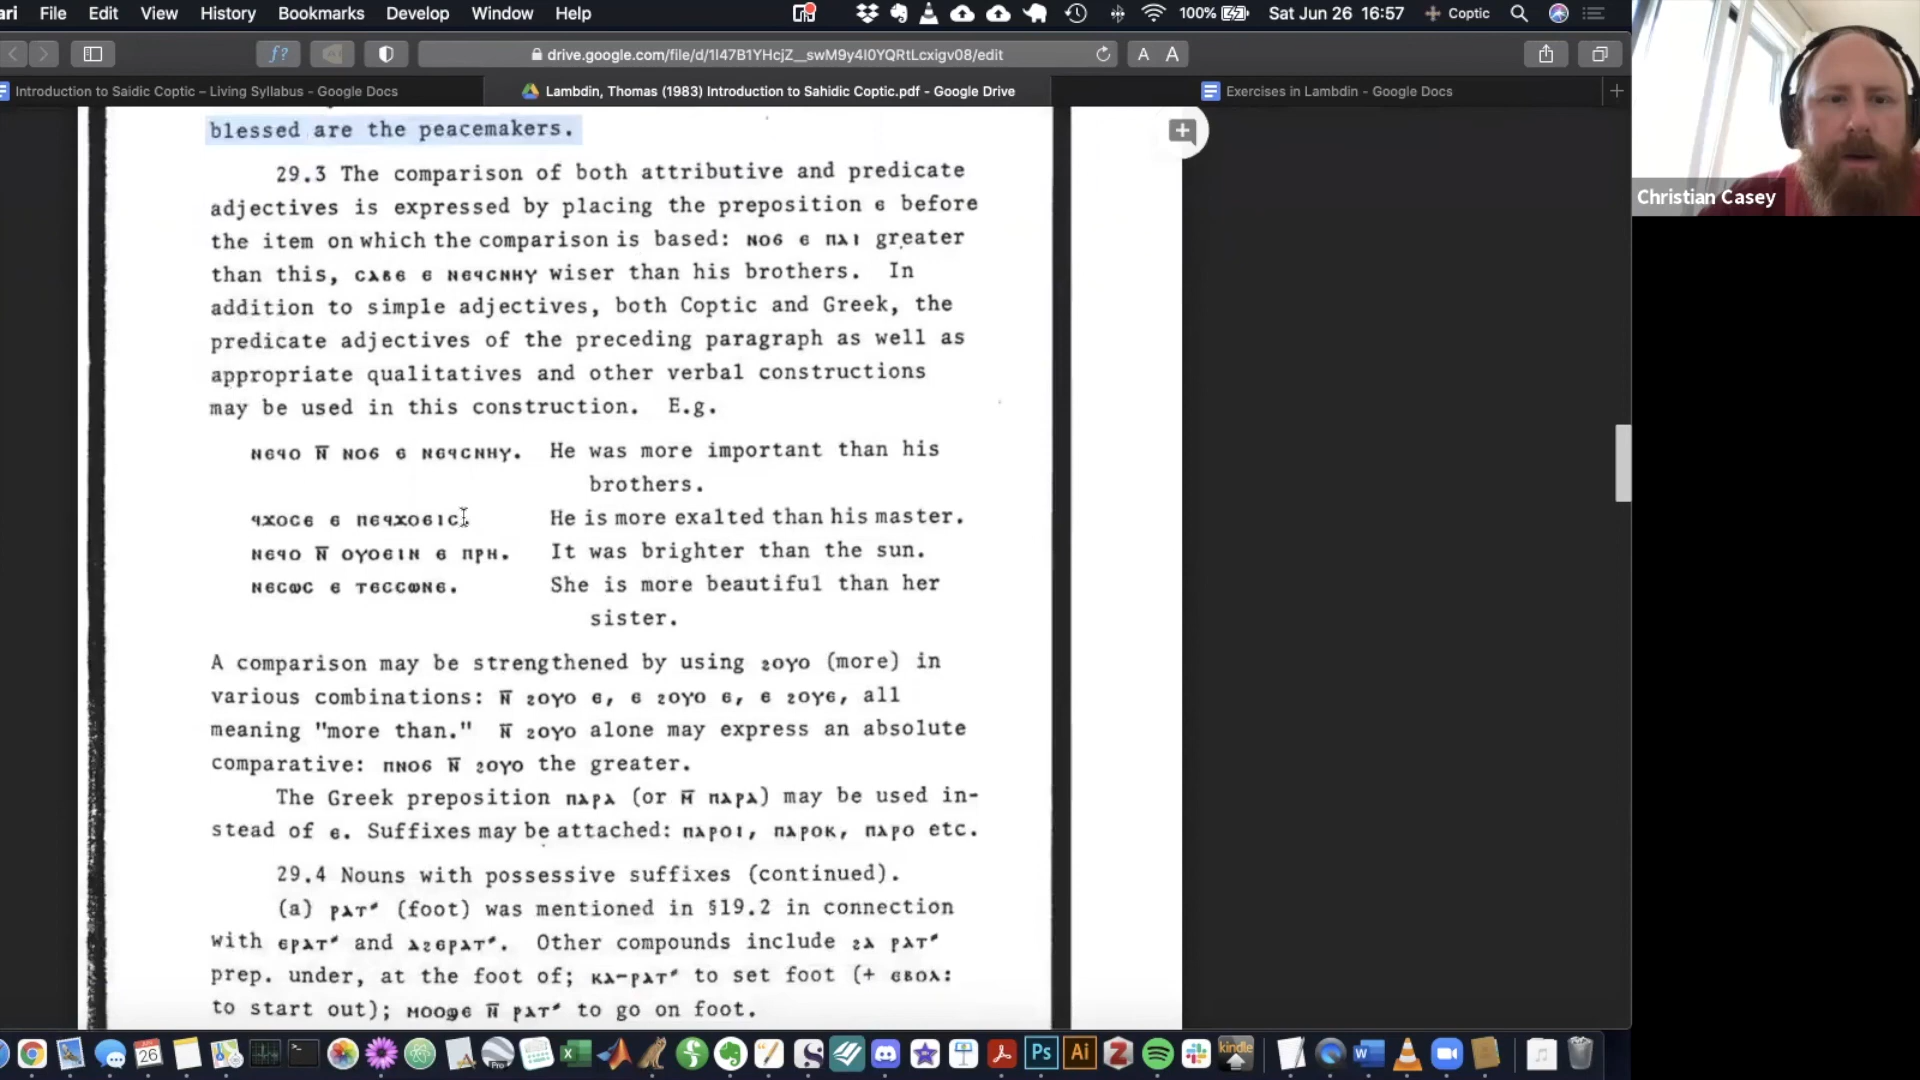 ari File Edit View History Bookmarks Develop Window Help 100% Sat Jun 26 16:57 Coptic
drive.google.com/file/d/1I47B1YHcjZ__swM9y4I0YQRtLcxigv08/edit A A
Introduction to Saidic Coptic – Living Syllabus - Google Docs Lambdin, Thomas (1983) Introduction to Sahidic Coptic.pdf - Google Drive Exercises in Lambdin - Google Docs
Christian Casey
blessed are the peacemakers.
29.3 The comparison of both attributive and predicate
adjectives is expressed by placing the preposition ⲉ before
the item on which the comparison is based: ⲛⲟϭ ⲉ ⲡⲁⲓ greater
than this, ⲥⲁⲃⲉ ⲉ ⲛⲉϥⲥⲛⲏⲩ wiser than his brothers. In
addition to simple adjectives, both Coptic and Greek, the
predicate adjectives of the preceding paragraph as well as
appropriate qualitatives and other verbal constructions
may be used in this construction. E.g.
ⲛⲉϥⲟ ⲛ̅ ⲛⲟϭ ⲉ ⲛⲉϥⲥⲛⲏⲩ. He was more important than his
brothers.
ϥϫⲟⲥⲉ ⲉ ⲡⲉϥϫⲟⲉⲓⲥ. He is more exalted than his master.
ⲛⲉϥⲟ ⲛ̅ ⲟⲩⲟⲉⲓⲛ ⲉ ⲡⲣⲏ. It was brighter than the sun.
ⲛⲉⲥⲱⲥ ⲉ ⲧⲉⲥⲥⲱⲛⲉ. She is more beautiful than her
sister.
A comparison may be strengthened by using ϩⲟⲩⲟ (more) in
various combinations: ⲛ̅ ϩⲟⲩⲟ ⲉ, ⲉ ϩⲟⲩⲟ ⲉ, ⲉ ϩⲟⲩⲉ, all
meaning "more than." ⲛ̅ ϩⲟⲩⲟ alone may express an absolute
comparative: ⲡⲛⲟϭ ⲛ̅ ϩⲟⲩⲟ the greater.
The Greek preposition ⲡⲁⲣⲁ (or ⲙ̅ ⲡⲁⲣⲁ) may be used in-
stead of ⲉ. Suffixes may be attached: ⲡⲁⲣⲟⲓ, ⲡⲁⲣⲟⲕ, ⲡⲁⲣⲟ etc.
29.4 Nouns with possessive suffixes (continued).
(a) ⲣⲁⲧ⸗ (foot) was mentioned in §19.2 in connection
with ⲉⲣⲁⲧ⸗ and ⲁϩⲉⲣⲁⲧ⸗. Other compounds include ϩⲁ ⲣⲁⲧ⸗
prep. under, at the foot of; ⲕⲁ-ⲣⲁⲧ⸗ to set foot (+ ⲉⲃⲟⲗ:
to start out); ⲙⲟⲟϣⲉ ⲛ̅ ⲣⲁⲧ⸗ to go on foot.